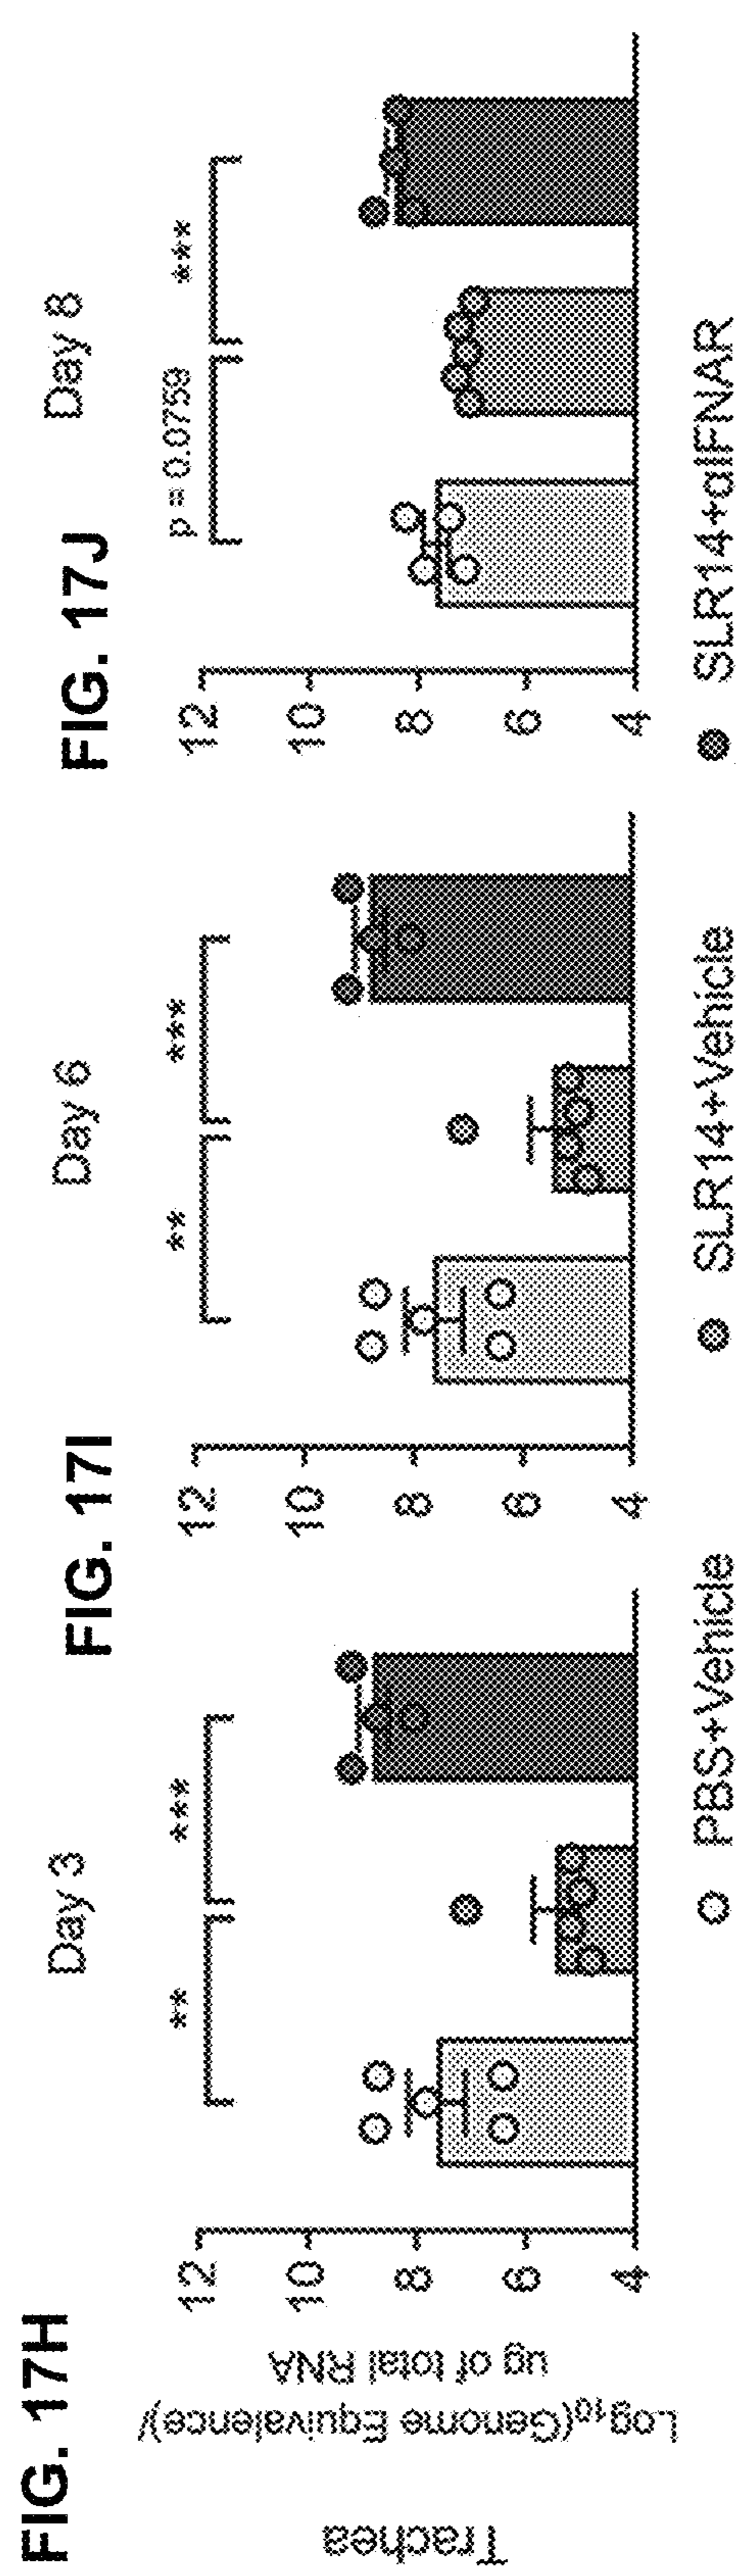 FIG. 17H
FIG. 17I
FIG. 17J
Trachea
Log₁₀(Genome Equivalence)/
ug of total RNA
Day 3
**
***
12
10
8
6
4
Day 6
**
***
12
10
8
6
4
Day 8
p = 0.0759
***
12
10
8
6
4
PBS+Vehicle
SLR14+Vehicle
SLR14+αIFNAR